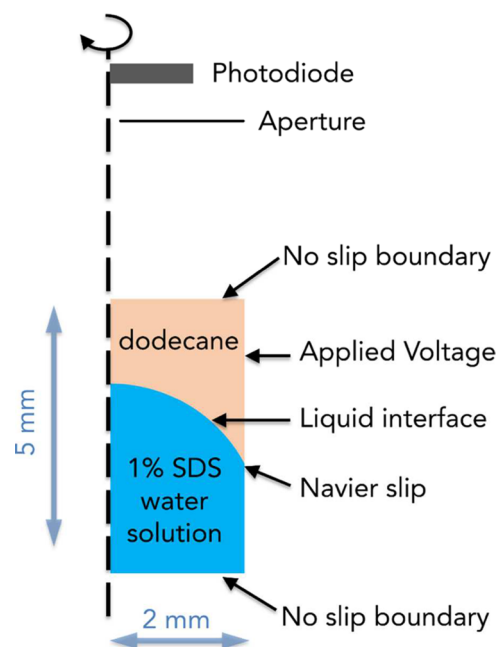 Photodiode
Aperture
No slip boundary
dodecane
Applied Voltage
5 mm
Liquid interface
1% SDS
water
solution
Navier slip
No slip boundary
2 mm